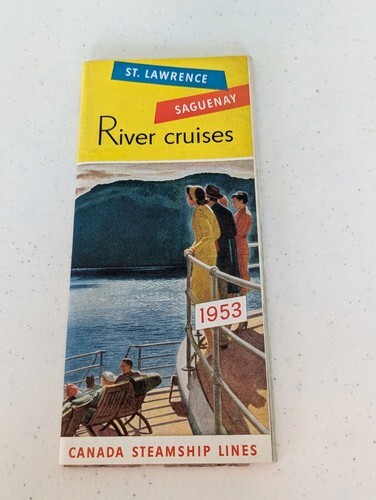 ST. LAWRENCE
SAGUENAY
River cruises
1953
CANADA STEAMSHIP LINES